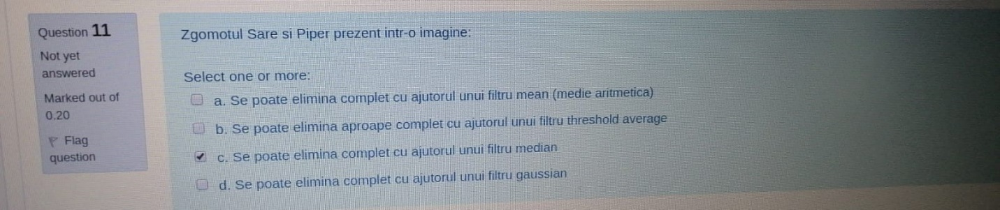 Question 11
Not yet
answered
Marked out of
0.20
Flag
question
Zgomotul Sare si Piper prezent intr-o imagine:
Select one or more:
a. Se poate elimina complet cu ajutorul unui filtru mean (medie aritmetica)
b. Se poate elimina aproape complet cu ajutorul unui filtru threshold average
c. Se poate elimina complet cu ajutorul unui filtru median
d. Se poate elimina complet cu ajutorul unui filtru gaussian